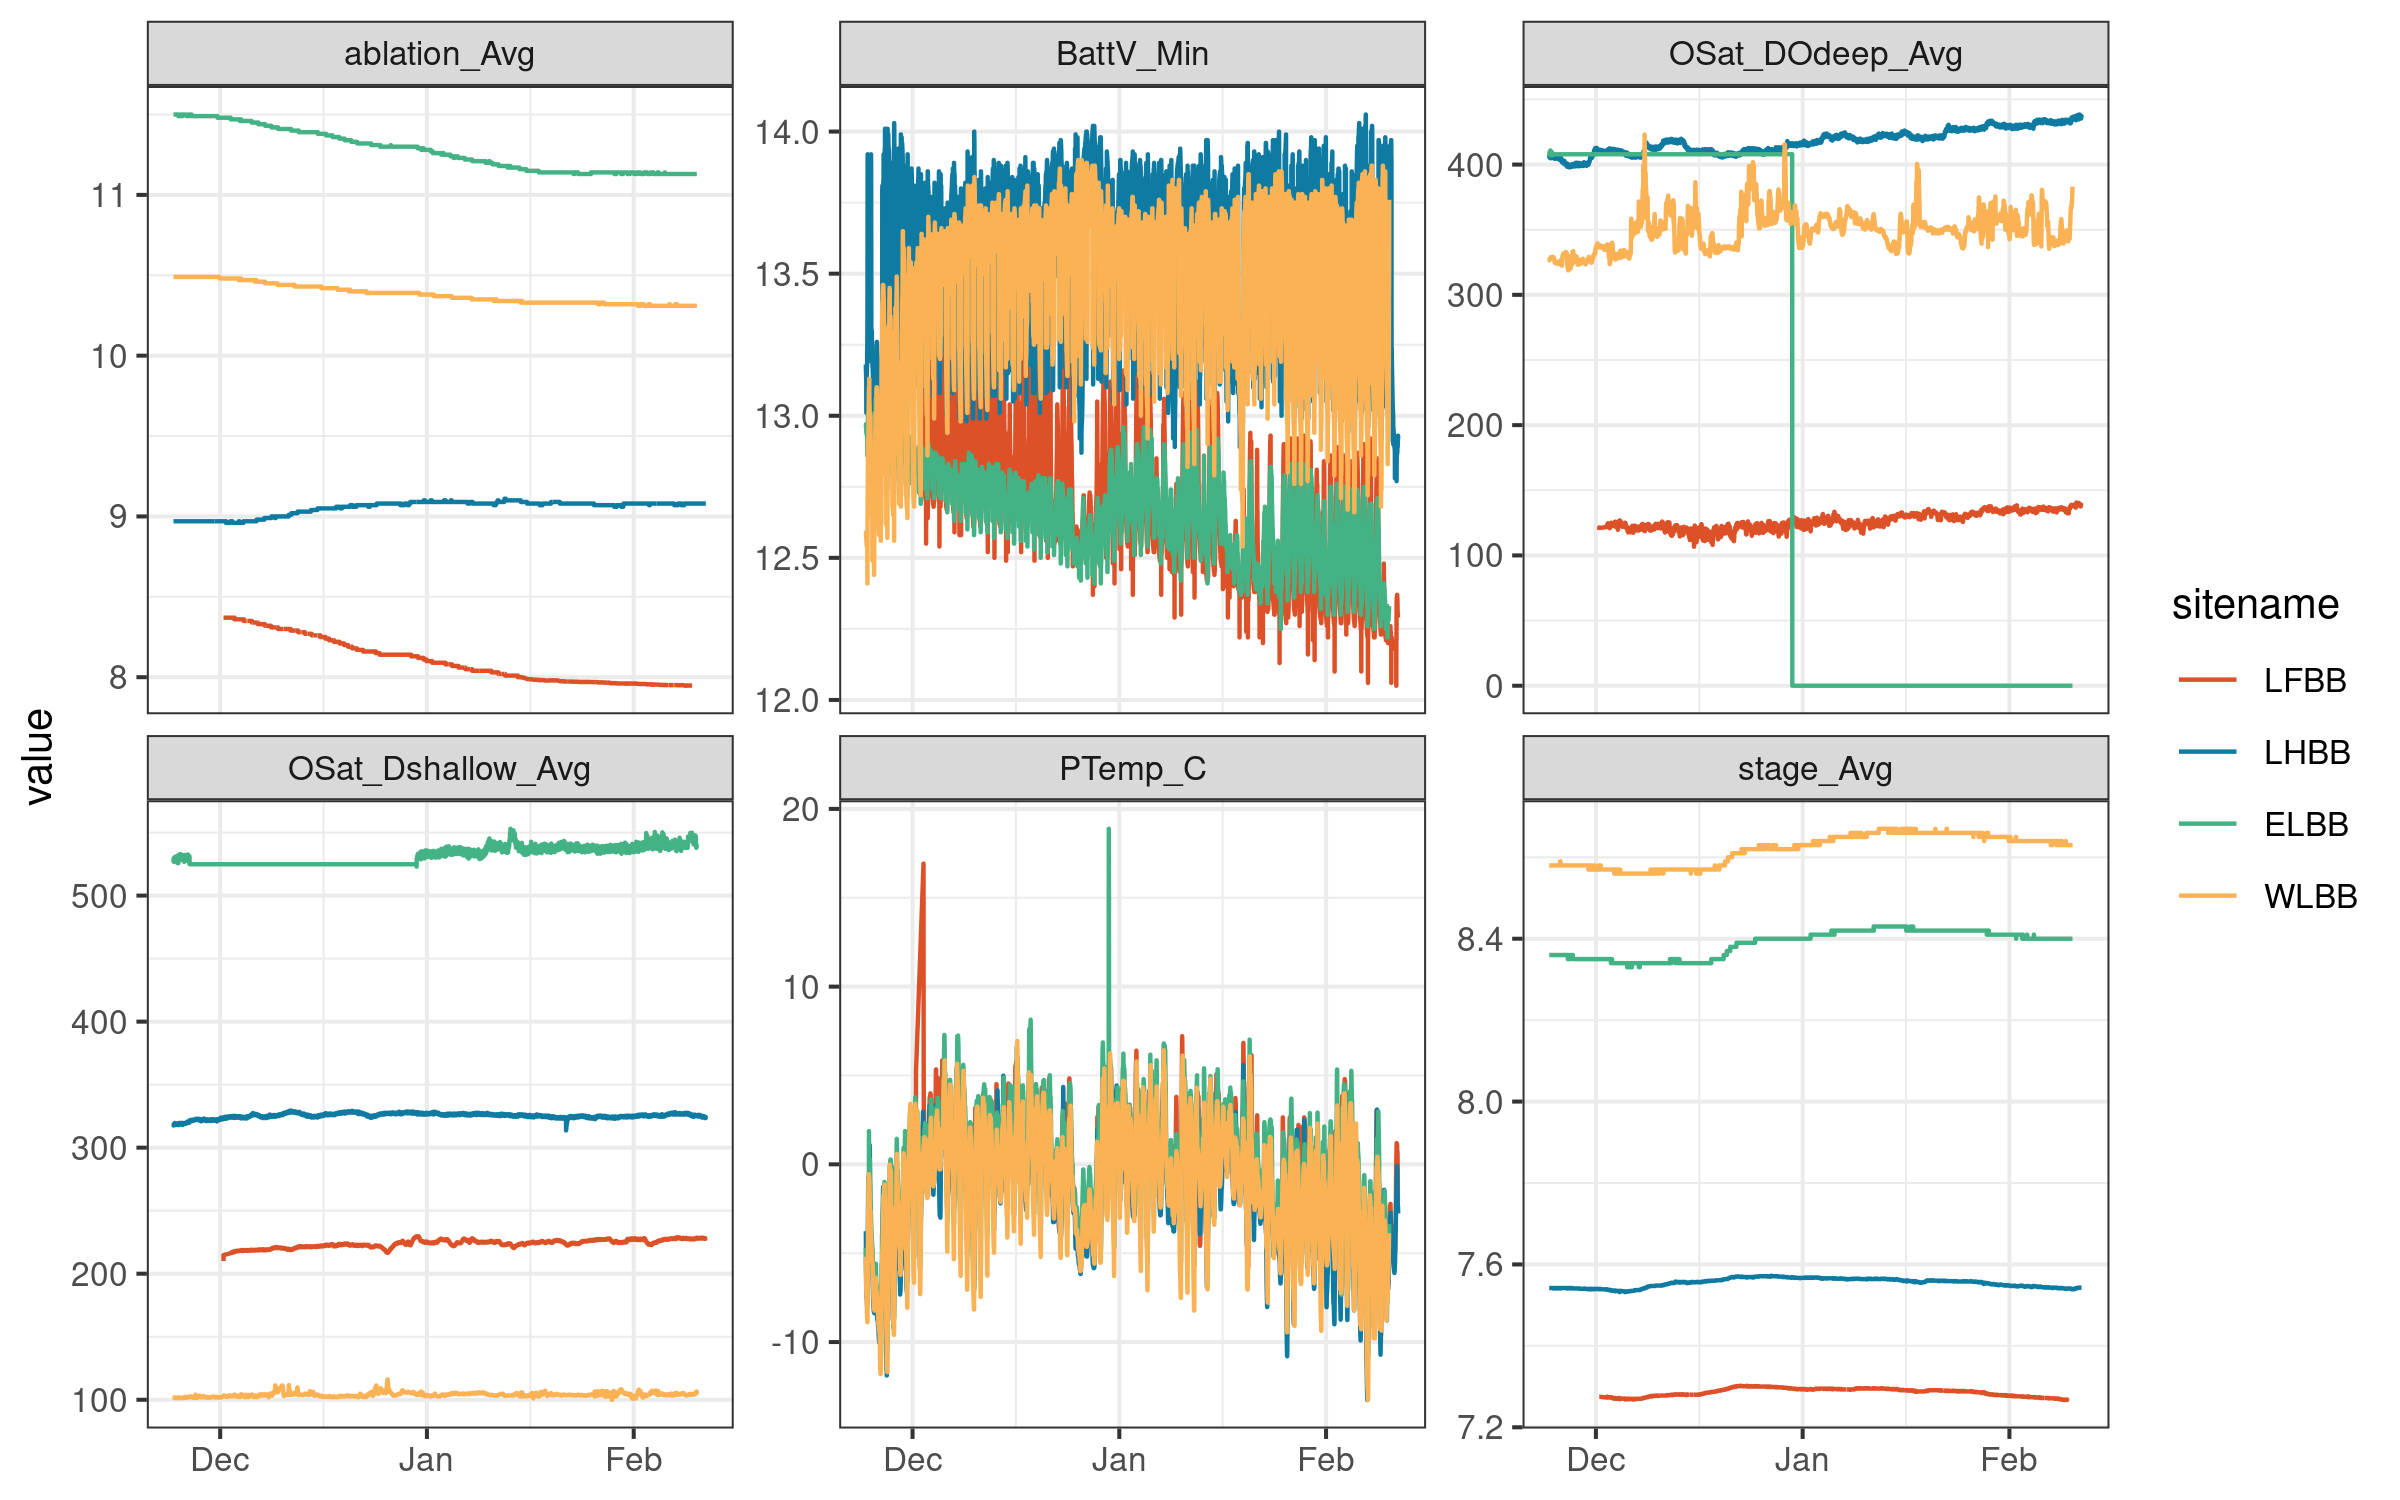 ablation_Avg
BattV_Min
OSat_DOdeep_Avg
11
10
9
8
14.0
13.5
13.0
12.5
12.0
400
300
200
100
0
value
OSat_Dshallow_Avg
PTemp_C
stage_Avg
500
400
300
200
100
20
10
0
-10
8.4
8.0
7.6
7.2
Dec Jan Feb
Dec Jan Feb
Dec Jan Feb
sitename
LFBB
LHBB
ELBB
WLBB